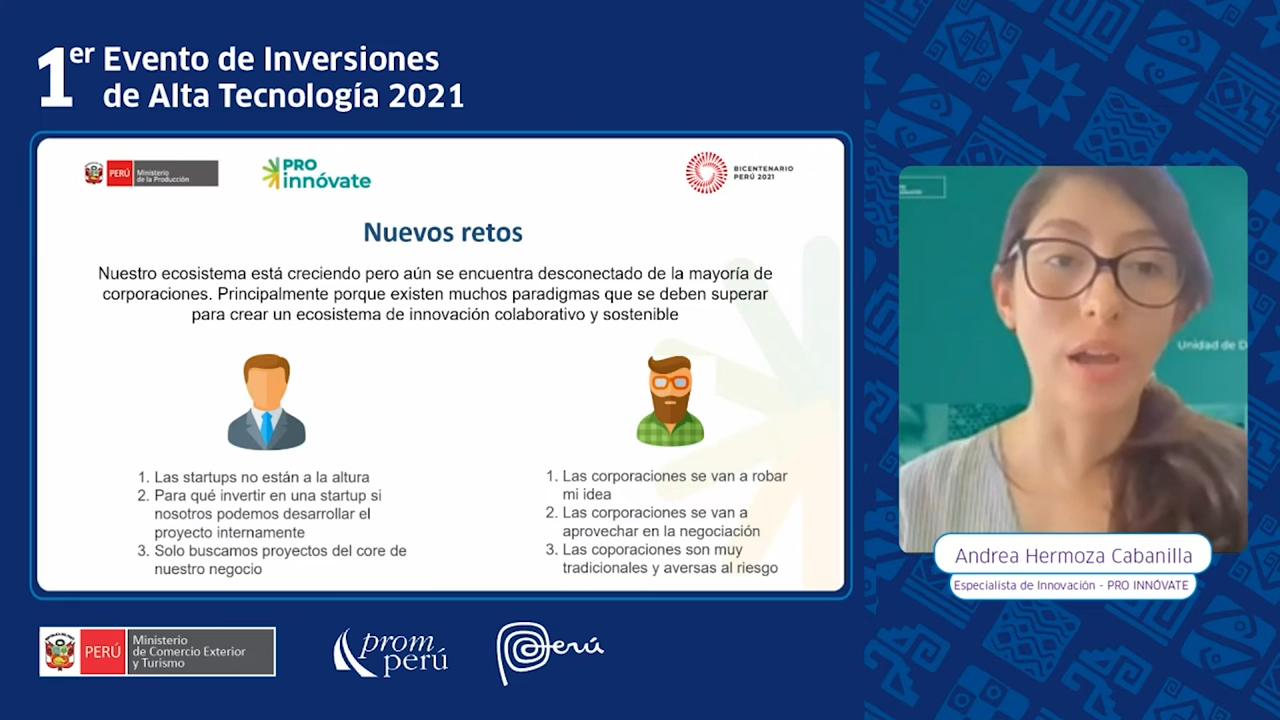 1er Evento de Inversiones
de Alta Tecnología 2021
PERÚ
Ministerio
de la Producción
PRO
innóvate
BICENTENARIO
PERÚ 2021
Nuevos retos
Nuestro ecosistema está creciendo pero aún se encuentra desconectado de la mayoría de
corporaciones. Principalmente porque existen muchos paradigmas que se deben superar
para crear un ecosistema de innovación colaborativo y sostenible
1. Las startups no están a la altura
2. Para qué invertir en una startup si
nosotros podemos desarrollar el
proyecto internamente
3. Solo buscamos proyectos del core de
nuestro negocio
1. Las corporaciones se van a robar
mi idea
2. Las corporaciones se van a
aprovechar en la negociación
3. Las coporaciones son muy
tradicionales y aversas al riesgo
Unidad de D
Andrea Hermoza Cabanilla
Especialista de Innovación - PRO INNÓVATE
PERÚ
Ministerio
de Comercio Exterior
y Turismo
prom
perú
Perú